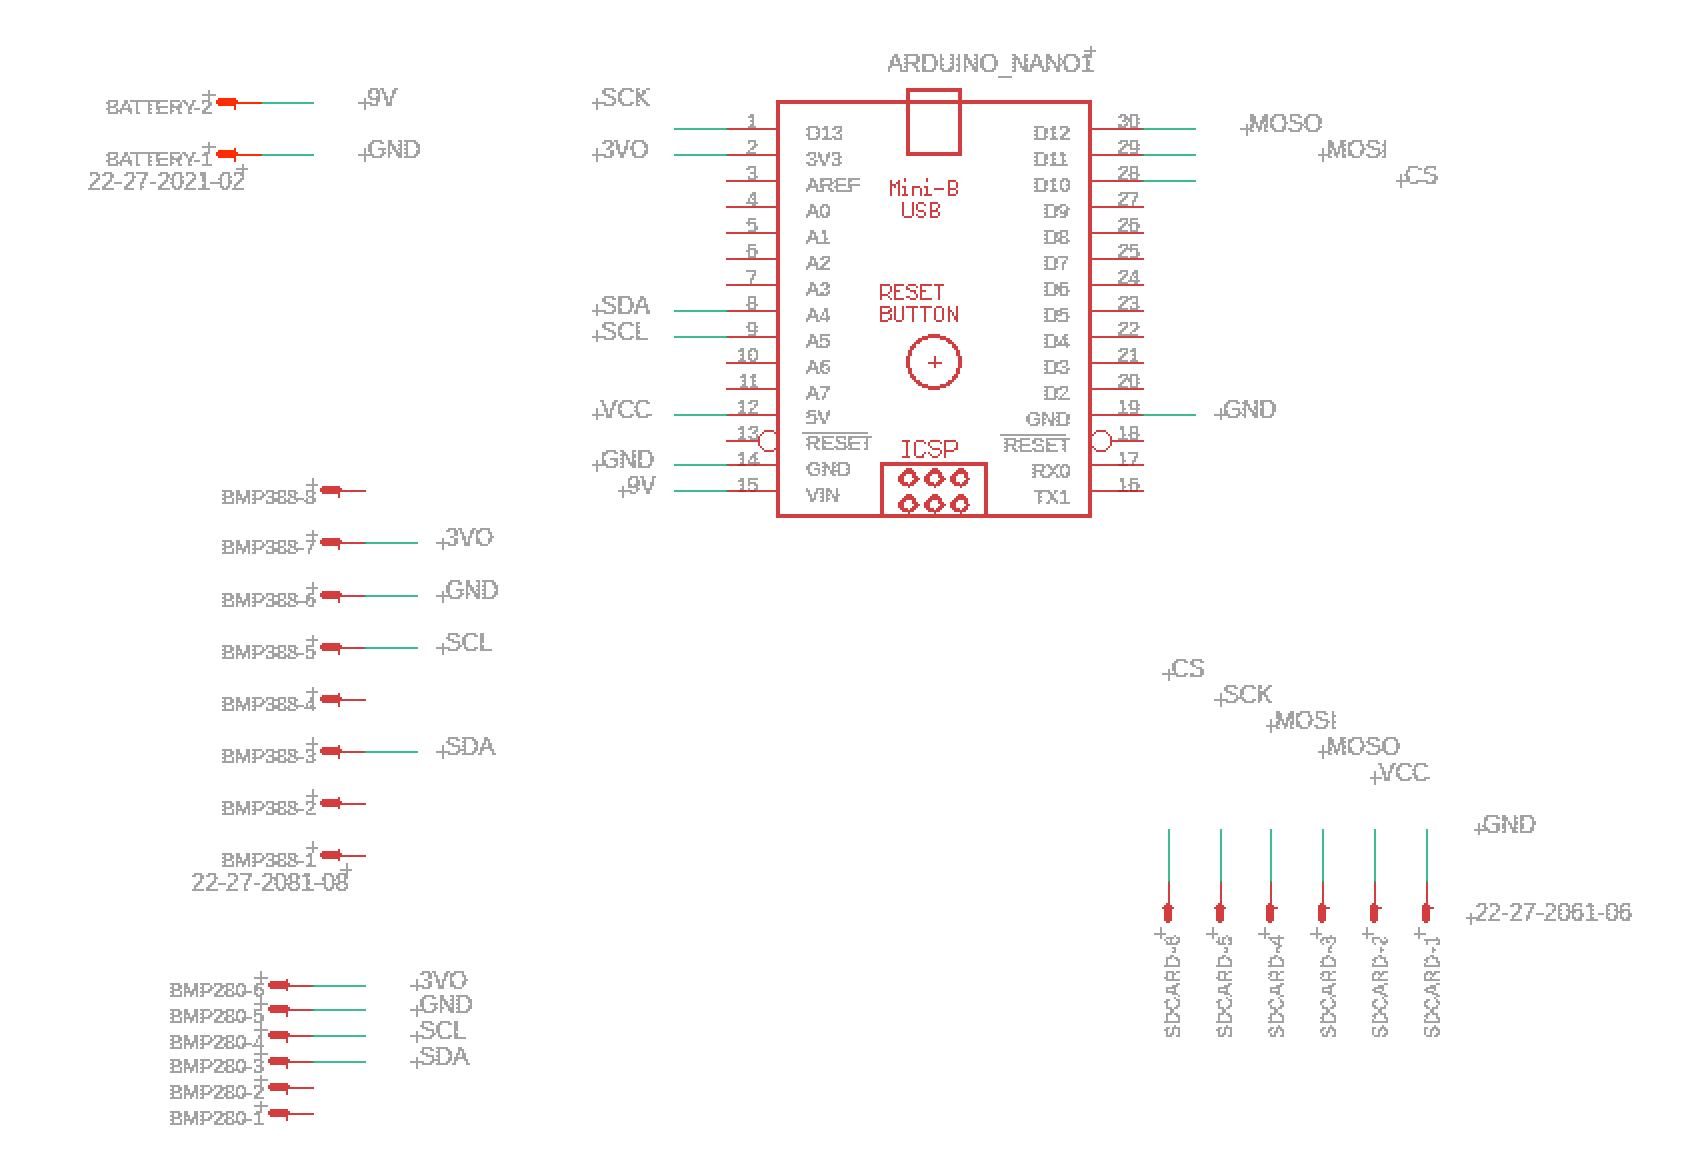 ARDUINO_NANO1
BATTERY-2
9V
BATTERY-1
GND
22-27-2021-02
SCK
3VO
SDA
SCL
VCC
GND
9V
1 D13
2 3V3
3 AREF
4 A0
5 A1
6 A2
7 A3
8 A4
9 A5
10 A6
11 A7
12 5V
13 RESET
14 GND
15 VIN
Mini-B
USB
RESET
BUTTON
ICSP
D12 30
D11 29
D10 28
D9 27
D8 26
D7 25
D6 24
D5 23
D4 22
D3 21
D2 20
GND 19
RESET 18
RX0 17
TX1 16
MOSO
MOSI
CS
GND
BMP388-8
BMP388-7
3VO
BMP388-6
GND
BMP388-5
SCL
BMP388-4
BMP388-3
SDA
BMP388-2
BMP388-1
22-27-2081-08
BMP280-6
3VO
BMP280-5
GND
BMP280-4
SCL
BMP280-3
SDA
BMP280-2
BMP280-1
CS
SCK
MOSI
MOSO
VCC
GND
22-27-2061-06
SDCARD-6
SDCARD-5
SDCARD-4
SDCARD-3
SDCARD-2
SDCARD-1